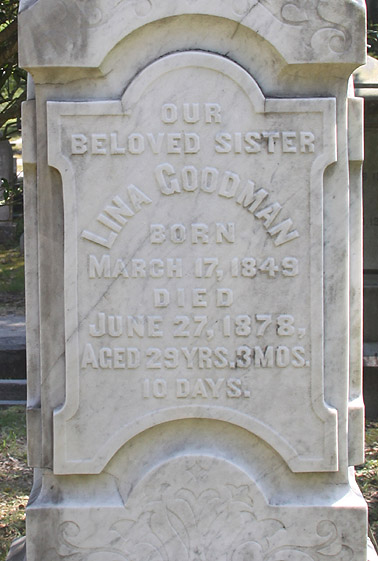 OUR
BELOVED SISTER
LINA GOODMAN
BORN
MARCH 17, 1849
DIED
JUNE 27, 1878,
AGED 29 YRS. 3 MOS.
10 DAYS.